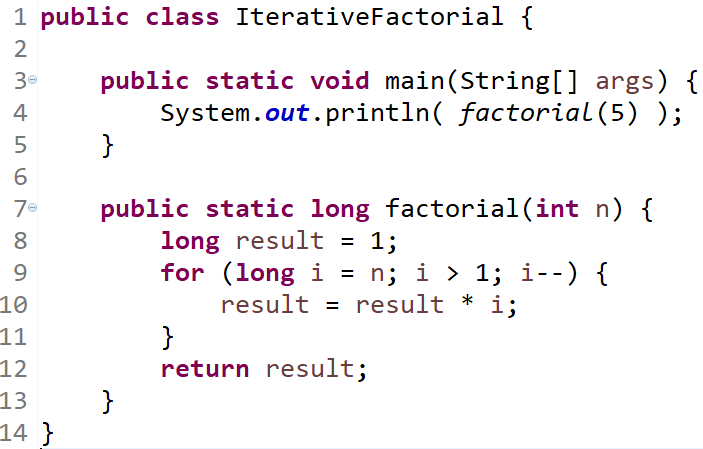 1 public class IterativeFactorial {
2
3 public static void main(String[] args) {
4 System.out.println( factorial(5) );
5 }
6
7 public static long factorial(int n) {
8 long result = 1;
9 for (long i = n; i > 1; i--) {
10 result = result * i;
11 }
12 return result;
13 }
14 }